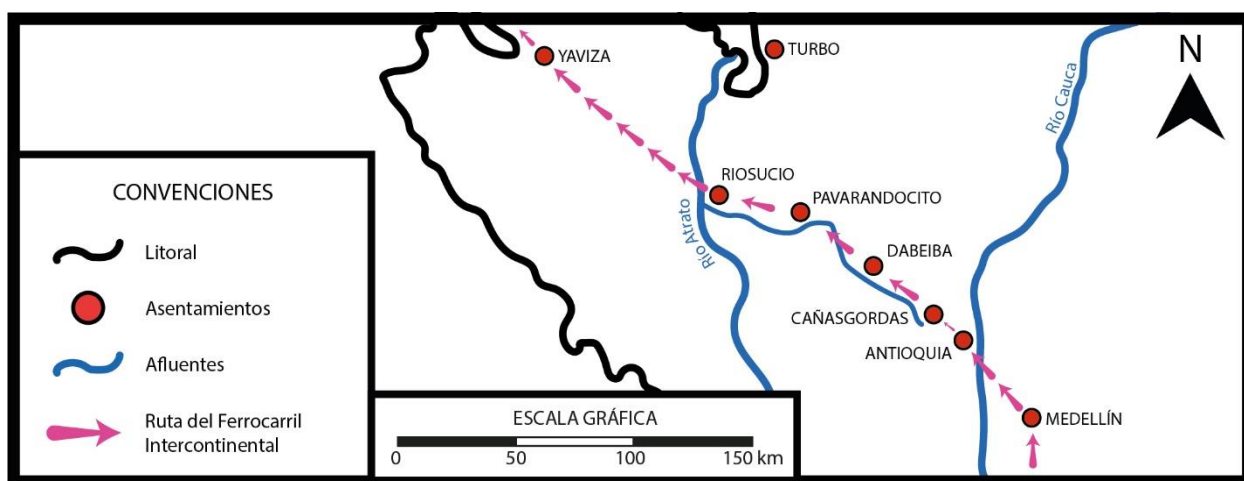 YAVIZA
TURBO
N
Río Cauca
CONVENCIONES
Litoral
Asentamientos
Afluentes
Ruta del Ferrocarril
Intercontinental
RIOSUCIO
PAVARANDOCITO
Río Atrato
DABEIBA
CAÑASGORDAS
ANTIOQUIA
MEDELLÍN
ESCALA GRÁFICA
0 50 100 150 km